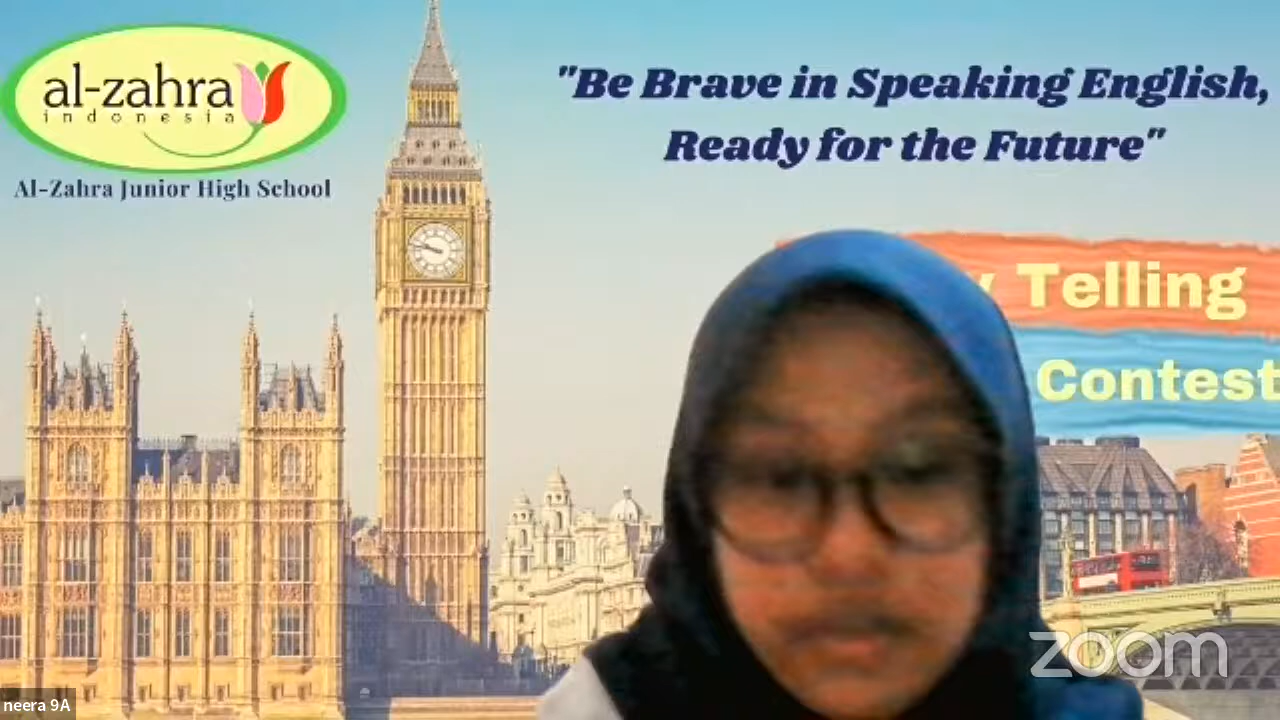 al-zahra
indonesia
Al-Zahra Junior High School
"Be Brave in Speaking English,
Ready for the Future"
y Telling
Contest
zoom
neera 9A